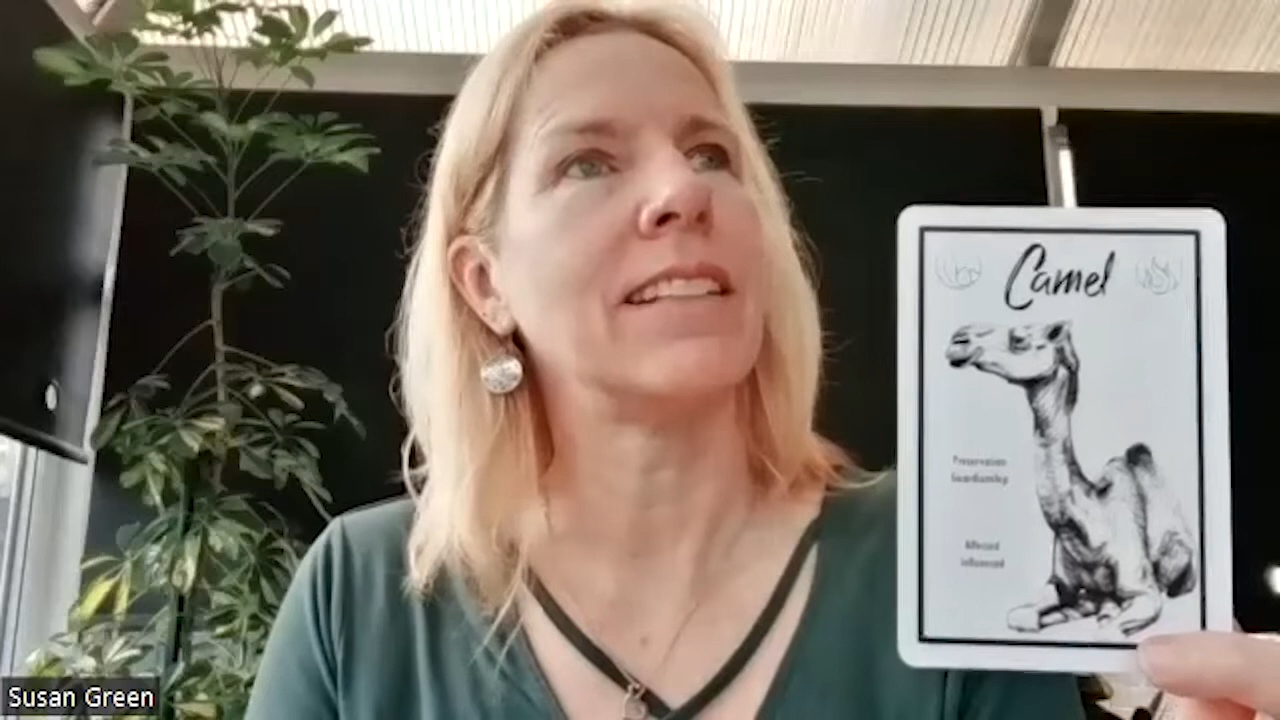 Camel
Preservation
Guardianship
Affected
influenced
Susan Green